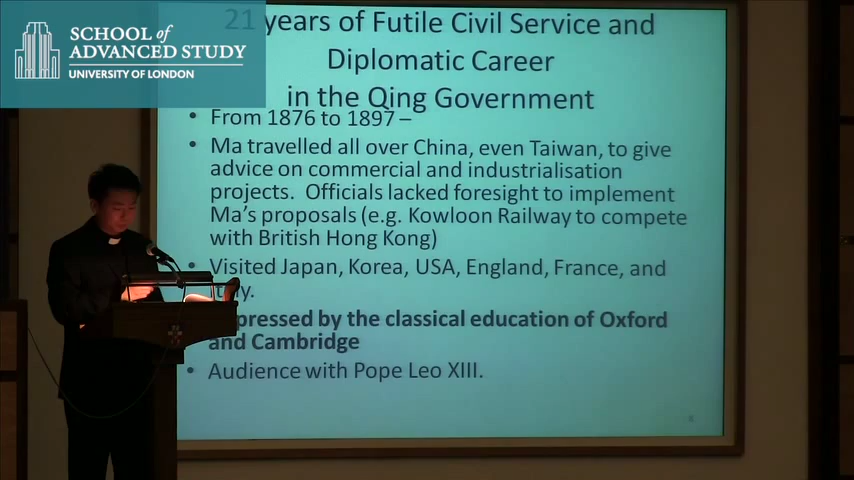 SCHOOL of
ADVANCED STUDY
UNIVERSITY OF LONDON
21 years of Futile Civil Service and
Diplomatic Career
in the Qing Government
• From 1876 to 1897 –
• Ma travelled all over China, even Taiwan, to give
advice on commercial and industrialisation
projects. Officials lacked foresight to implement
Ma's proposals (e.g. Kowloon Railway to compete
with British Hong Kong)
• Visited Japan, Korea, USA, England, France, and
by the classical education of Oxford
and Cambridge
• Audience with Pope Leo XIII.
8